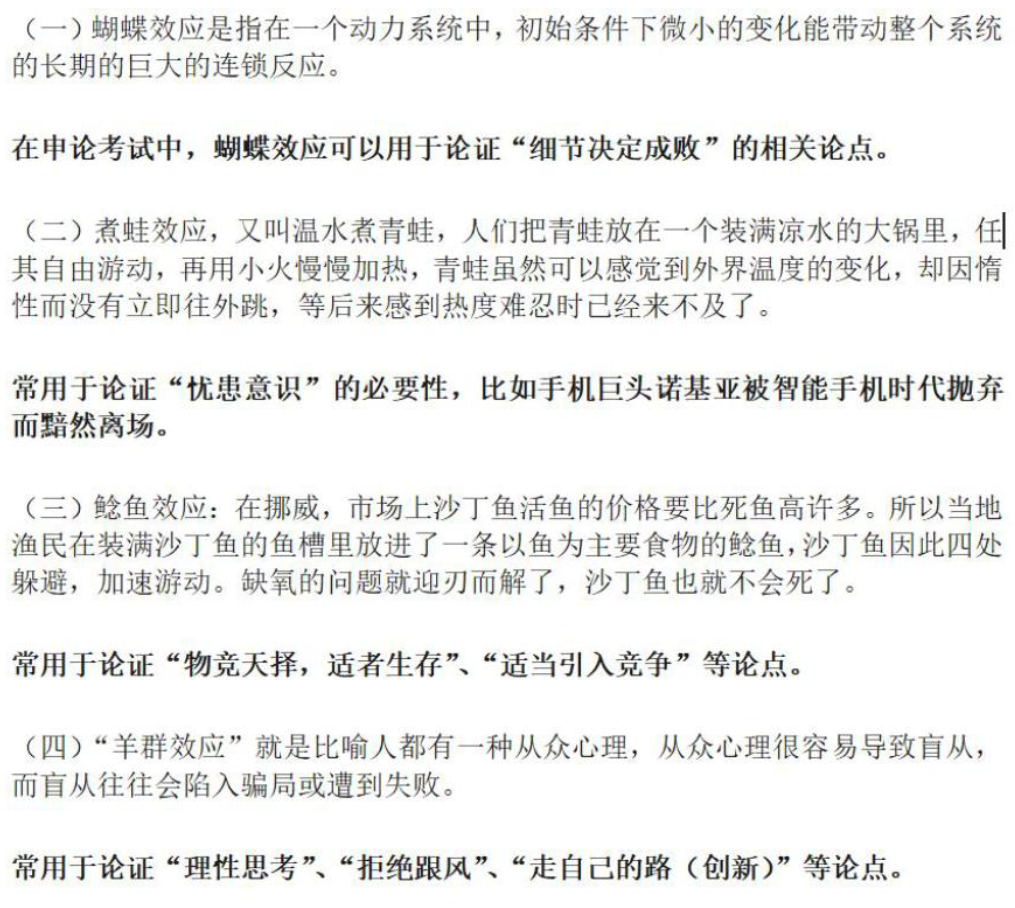 （一）蝴蝶效应是指在一个动力系统中，初始条件下微小的变化能带动整个系统
的长期的巨大的连锁反应。
在申论考试中，蝴蝶效应可以用于论证“细节决定成败”的相关论点。
（二）煮蛙效应，又叫温水煮青蛙，人们把青蛙放在一个装满凉水的大锅里，任
其自由游动，再用小火慢慢加热，青蛙虽然可以感觉到外界温度的变化，却因惰
性而没有立即往外跳，等后来感到热度难忍时已经来不及了。
常用于论证“忧患意识”的必要性，比如手机巨头诺基亚被智能手机时代抛弃
而黯然离场。
（三）鲶鱼效应：在挪威，市场上沙丁鱼活鱼的价格要比死鱼高许多。所以当地
渔民在装满沙丁鱼的鱼槽里放进了一条以鱼为主要食物的鲶鱼，沙丁鱼因此四处
躲避，加速游动。缺氧的问题就迎刃而解了，沙丁鱼也就不会死了。
常用于论证“物竞天择，适者生存”、“适当引入竞争”等论点。
（四）“羊群效应”就是比喻人都有一种从众心理，从众心理很容易导致盲从，
而盲从往往会陷入骗局或遭到失败。
常用于论证“理性思考”、“拒绝跟风”、“走自己的路（创新）”等论点。